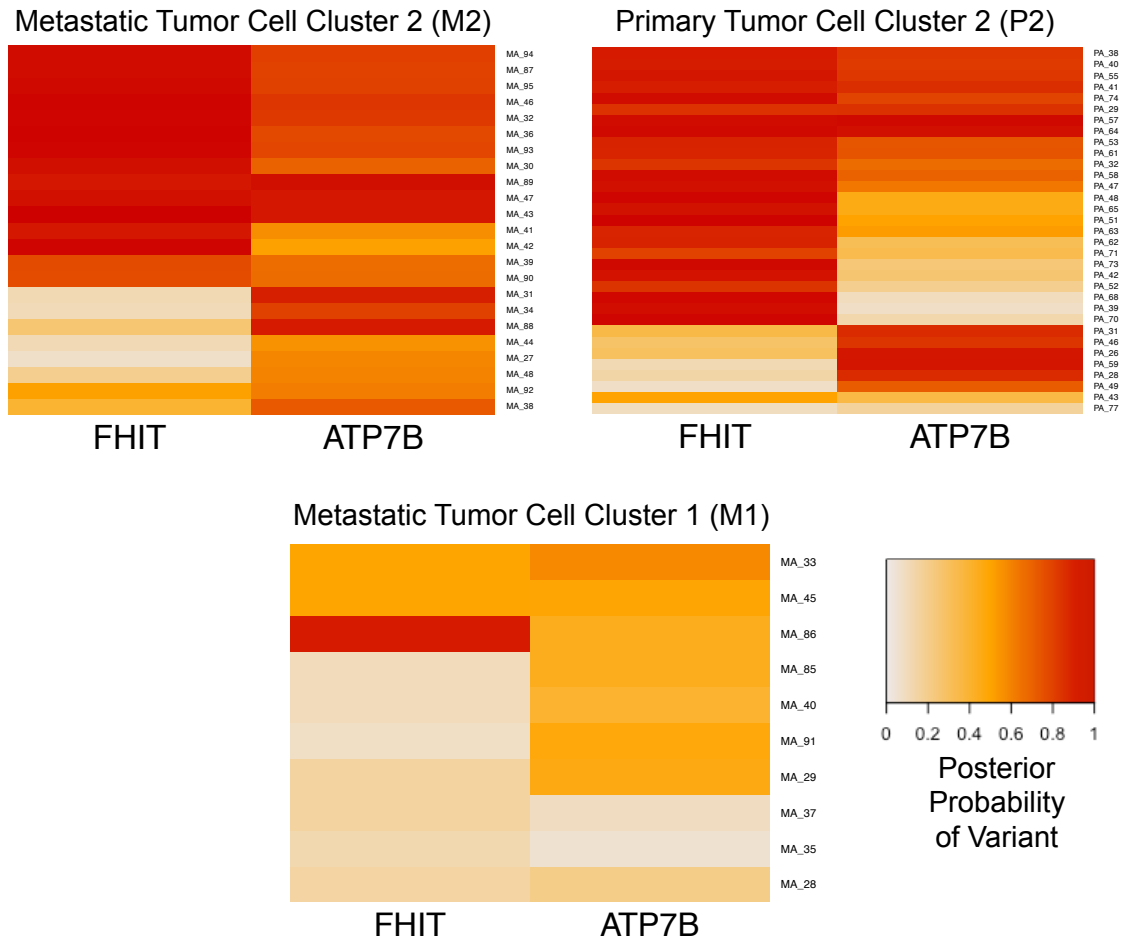 Metastatic Tumor Cell Cluster 2 (M2)
MA_94
MA_87
MA_95
MA_46
MA_32
MA_36
MA_93
MA_30
MA_89
MA_47
MA_43
MA_41
MA_42
MA_39
MA_90
MA_31
MA_34
MA_88
MA_44
MA_27
MA_48
MA_92
MA_38
FHIT ATP7B
Primary Tumor Cell Cluster 2 (P2)
PA_38
PA_40
PA_55
PA_41
PA_74
PA_29
PA_57
PA_64
PA_53
PA_61
PA_32
PA_58
PA_47
PA_48
PA_65
PA_51
PA_63
PA_62
PA_71
PA_73
PA_42
PA_52
PA_68
PA_39
PA_70
PA_31
PA_46
PA_26
PA_59
PA_28
PA_49
PA_43
PA_77
FHIT ATP7B
Metastatic Tumor Cell Cluster 1 (M1)
MA_33
MA_45
MA_86
MA_85
MA_40
MA_91
MA_29
MA_37
MA_35
MA_28
FHIT ATP7B
0 0.2 0.4 0.6 0.8 1
Posterior
Probability
of Variant